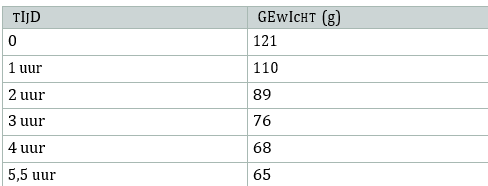 TIJD GEWICHT (g)
0 121
1 uur 110
2 uur 89
3 uur 76
4 uur 68
5,5 uur 65